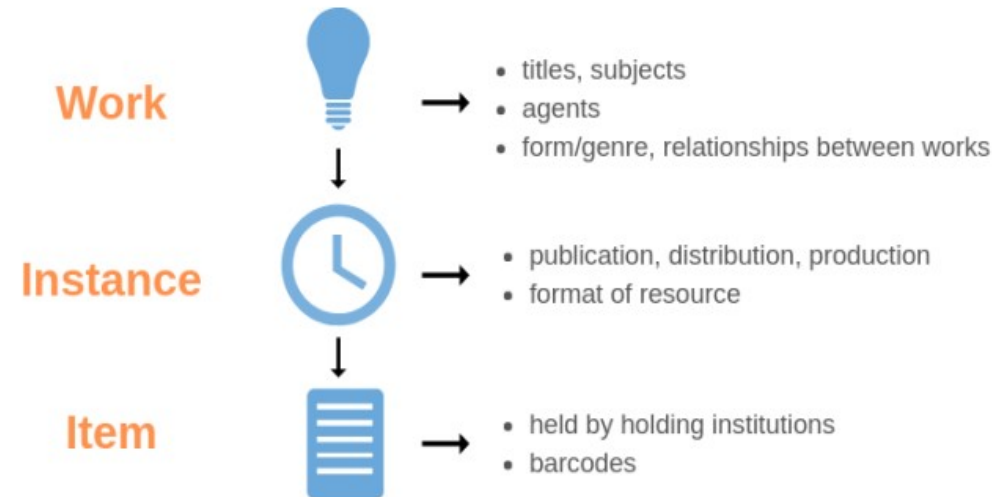 Work
• titles, subjects
• agents
• form/genre, relationships between works
Instance
• publication, distribution, production
• format of resource
Item
• held by holding institutions
• barcodes